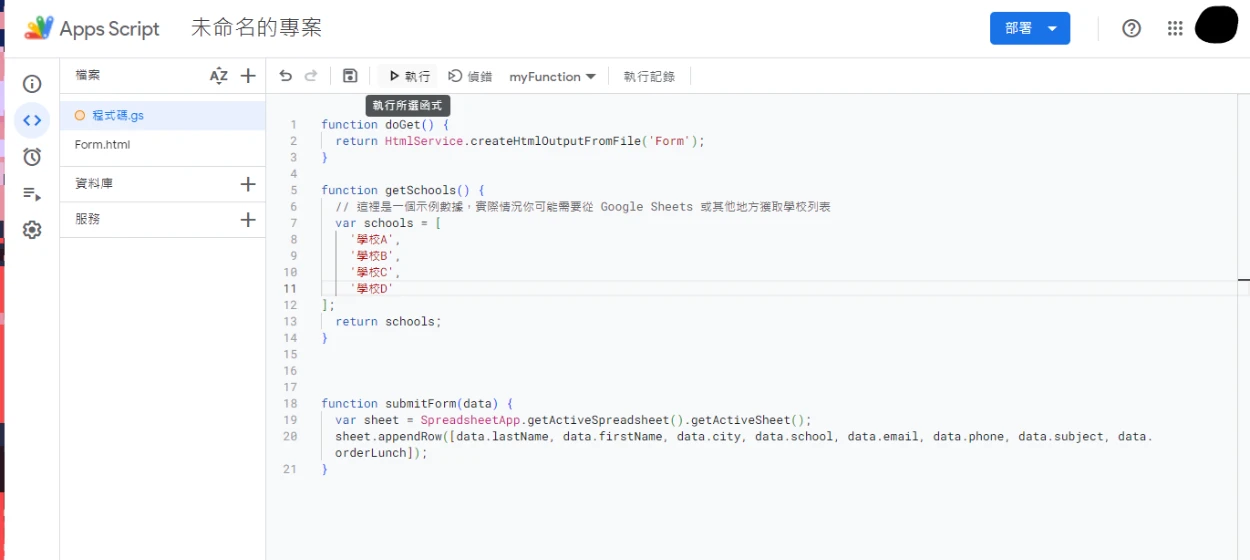 Apps Script 未命名的專案 部署
檔案 AZ 執行 偵錯 myFunction 執行記錄
執行所選函式
程式碼.gs
Form.html
資料庫
服務
1 function doGet() {
2 return HtmlService.createHtmlOutputFromFile('Form');
3 }
4
5 function getSchools() {
6 // 這裡是一個示例數據，實際情況你可能需要從 Google Sheets 或其他地方獲取學校列表
7 var schools = [
8 '學校A',
9 '學校B',
10 '學校C',
11 '學校D'
12 ];
13 return schools;
14 }
15
16
17
18 function submitForm(data) {
19 var sheet = SpreadsheetApp.getActiveSpreadsheet().getActiveSheet();
20 sheet.appendRow([data.lastName, data.firstName, data.city, data.school, data.email, data.phone, data.subject, data.
orderLunch]);
21 }